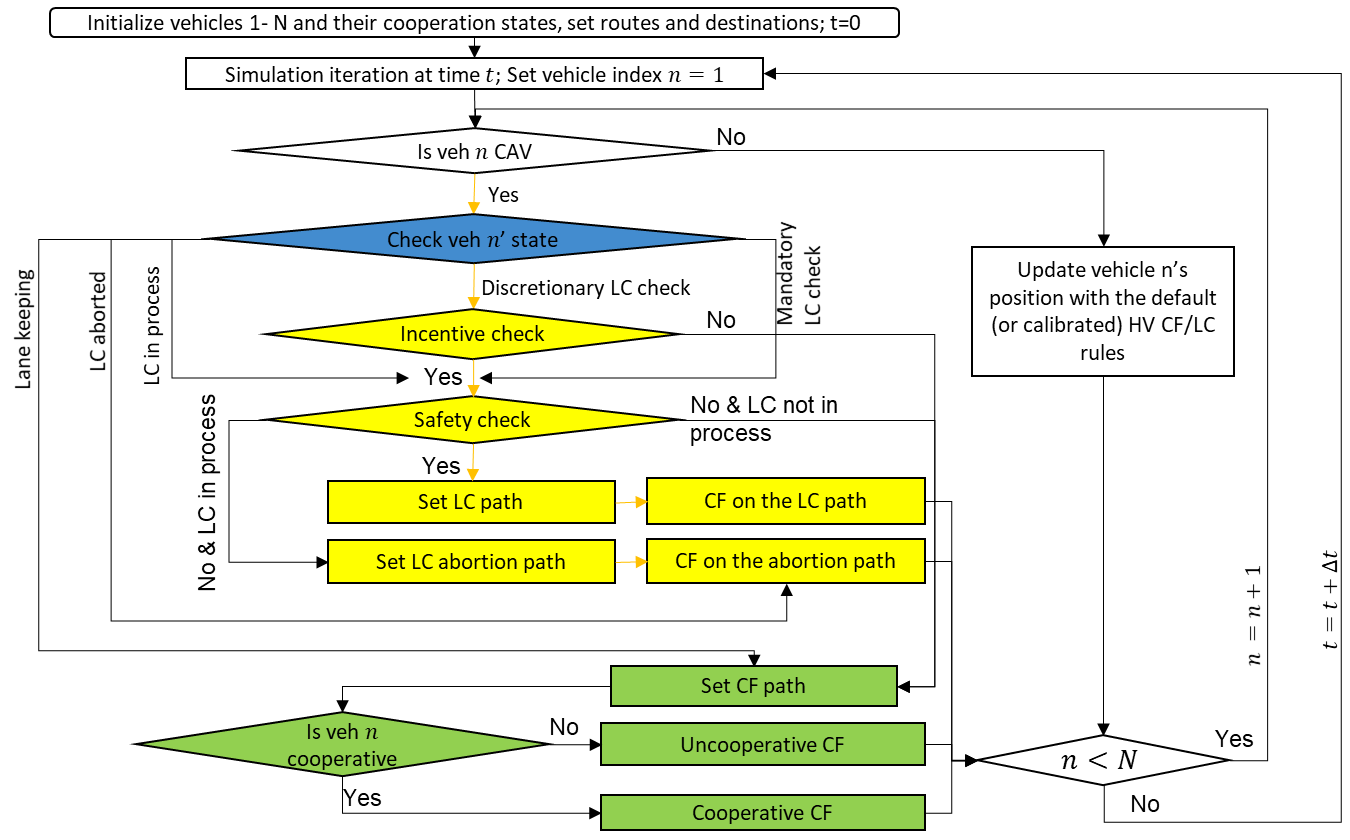 Initialize vehicles 1- N and their cooperation states, set routes and destinations; t=0
Simulation iteration at time t; Set vehicle index n = 1
Is veh n CAV
No
Yes
Check veh n’ state
Lane keeping
LC aborted
LC in process
Discretionary LC check
Mandatory
LC check
Update vehicle n’s
position with the default
(or calibrated) HV CF/LC
rules
Incentive check
No
Yes
Safety check
No & LC not in
process
No & LC in process
Yes
Set LC path
CF on the LC path
Set LC abortion path
CF on the abortion path
n = n + 1
t = t + Δt
Set CF path
Is veh n
cooperative
No
Uncooperative CF
Yes
Cooperative CF
n < N
Yes
No